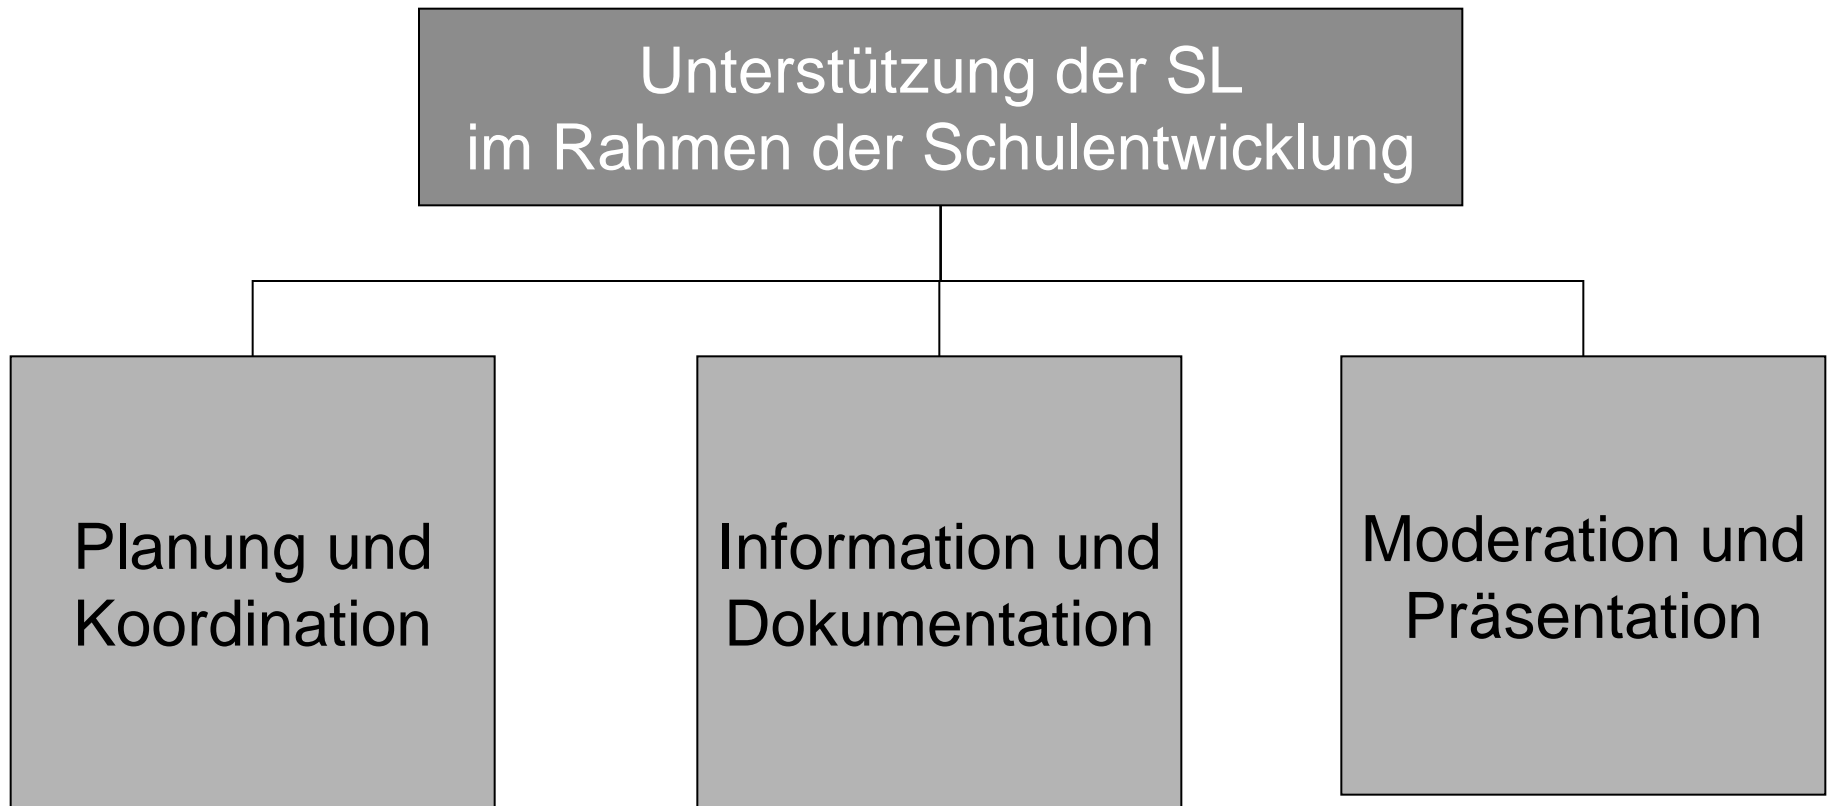 Unterstützung der SL
im Rahmen der Schulentwicklung
Planung und
Koordination
Information und
Dokumentation
Moderation und
Präsentation